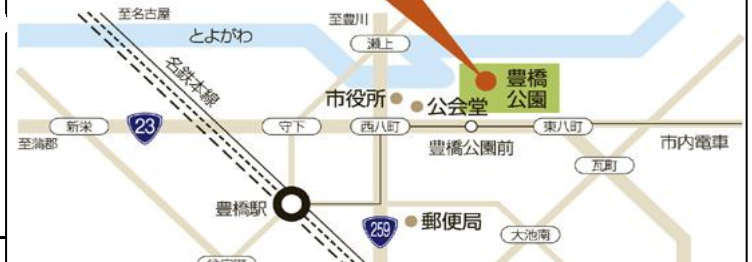 至名古屋
至豊川
とよがわ
瀬上
名鉄本線
豊橋
公園
市役所
公会堂
新栄
23
守下
西八町
東八町
至蒲郡
豊橋公園前
市内電車
瓦町
豊橋駅
259
郵便局
大池南